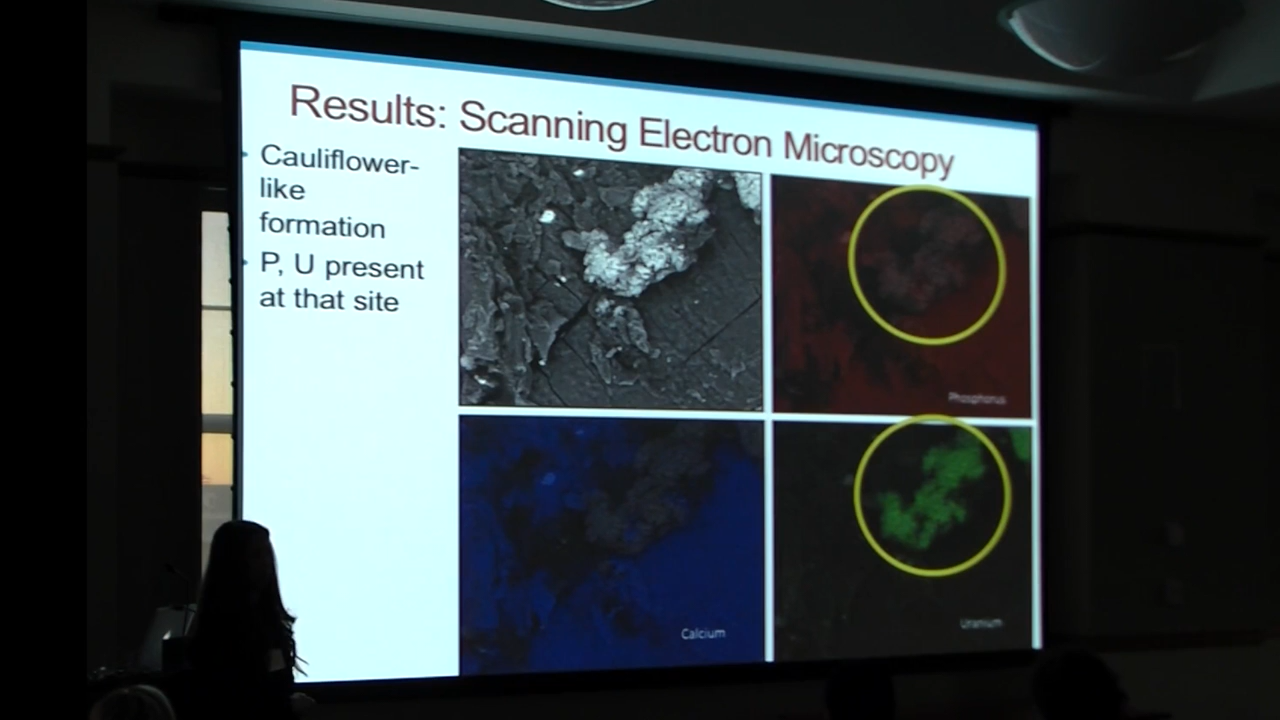 Results: Scanning Electron Microscopy
Cauliflower-
like
formation
P, U present
at that site
Phosphorus
Calcium
Uranium